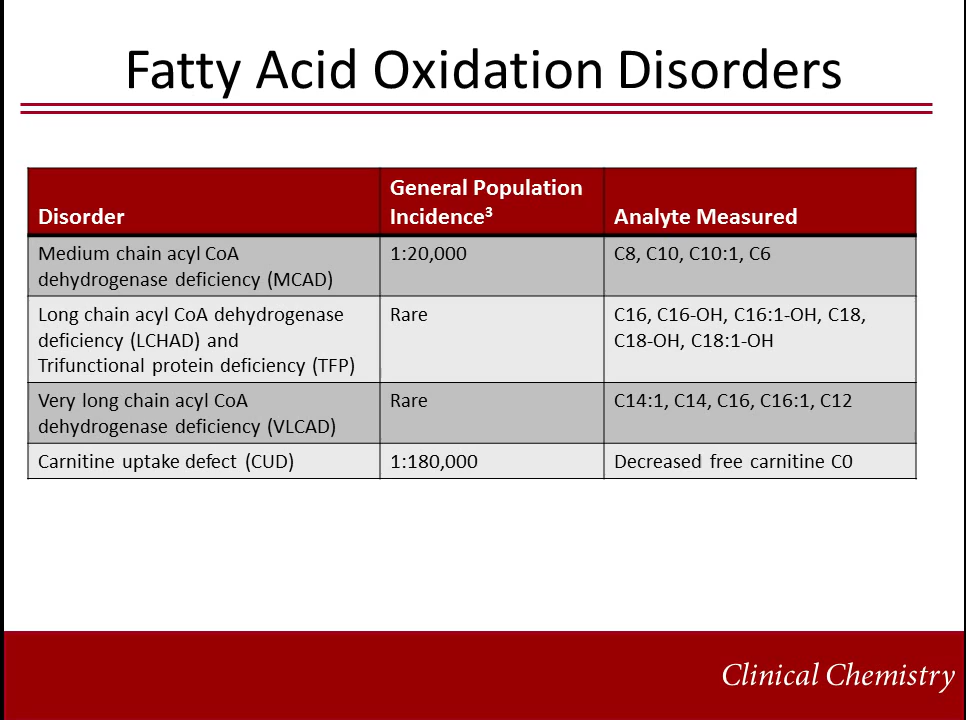 Fatty Acid Oxidation Disorders
Disorder
General Population
Incidence³
Analyte Measured
Medium chain acyl CoA
dehydrogenase deficiency (MCAD)
1:20,000
C8, C10, C10:1, C6
Long chain acyl CoA dehydrogenase
deficiency (LCHAD) and
Trifunctional protein deficiency (TFP)
Rare
C16, C16-OH, C16:1-OH, C18,
C18-OH, C18:1-OH
Very long chain acyl CoA
dehydrogenase deficiency (VLCAD)
Rare
C14:1, C14, C16, C16:1, C12
Carnitine uptake defect (CUD)
1:180,000
Decreased free carnitine C0
Clinical Chemistry